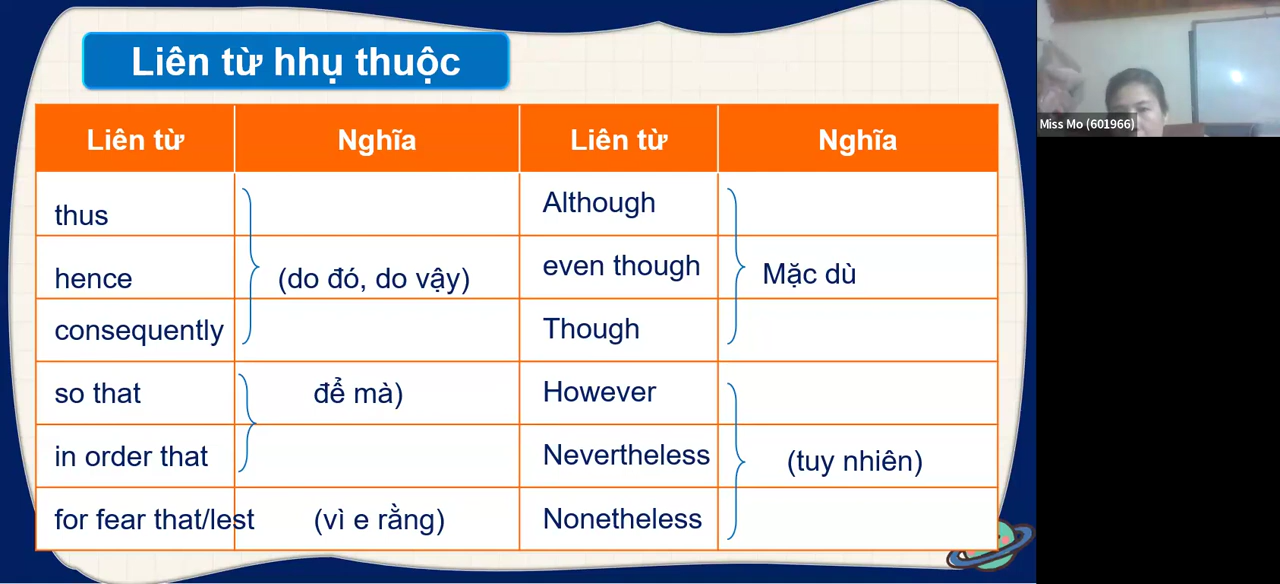 Liên từ hhụ thuộc
Liên từ Nghĩa Liên từ Nghĩa
thus Although
hence (do đó, do vậy) even though Mặc dù
consequently Though
so that để mà) However
in order that Nevertheless (tuy nhiên)
for fear that/lest (vì e rằng) Nonetheless
Miss Mo (601966)